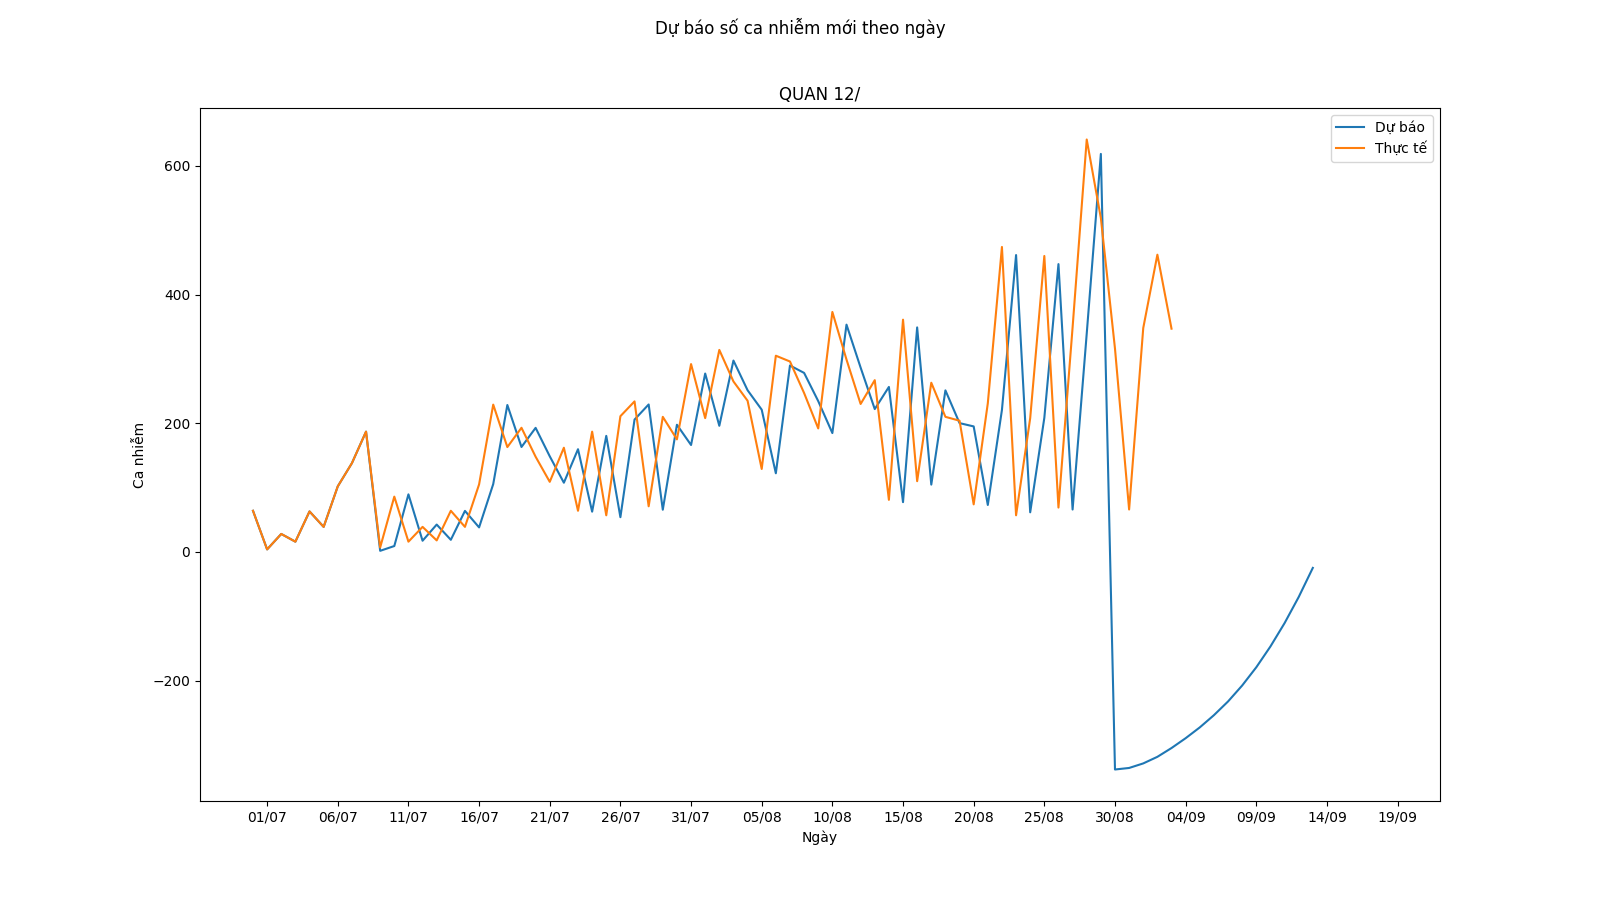 Dự báo số ca nhiễm mới theo ngày
QUAN 12/
Dự báo
Thực tế
600
400
200
0
−200
Ca nhiễm
01/07 06/07 11/07 16/07 21/07 26/07 31/07 05/08 10/08 15/08 20/08 25/08 30/08 04/09 09/09 14/09 19/09
Ngày